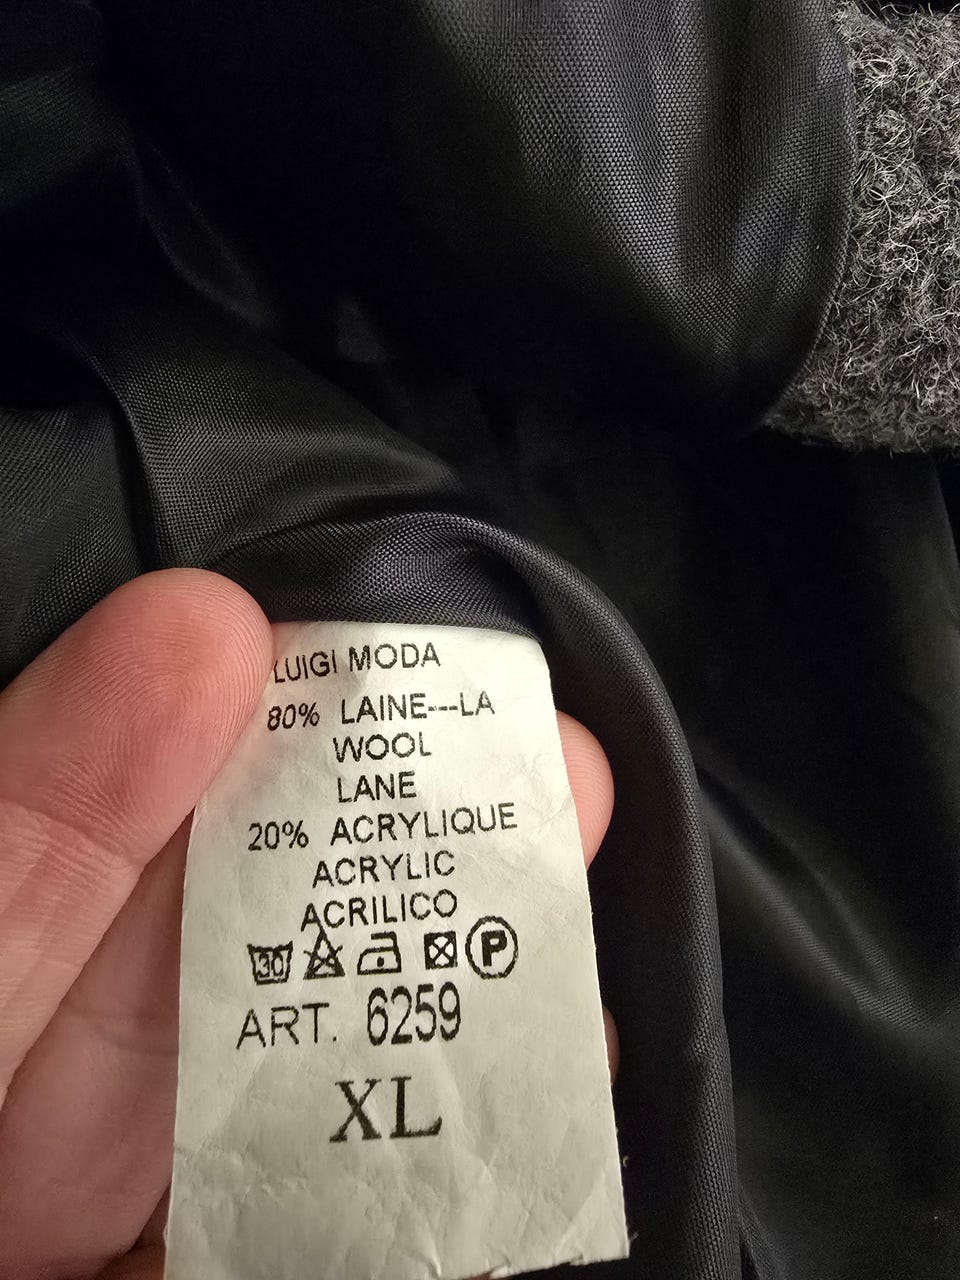 LUIGI MODA
80% LAINE---LA
WOOL
LANE
20% ACRYLIQUE
ACRYLIC
ACRILICO
30 P
ART. 6259
XL